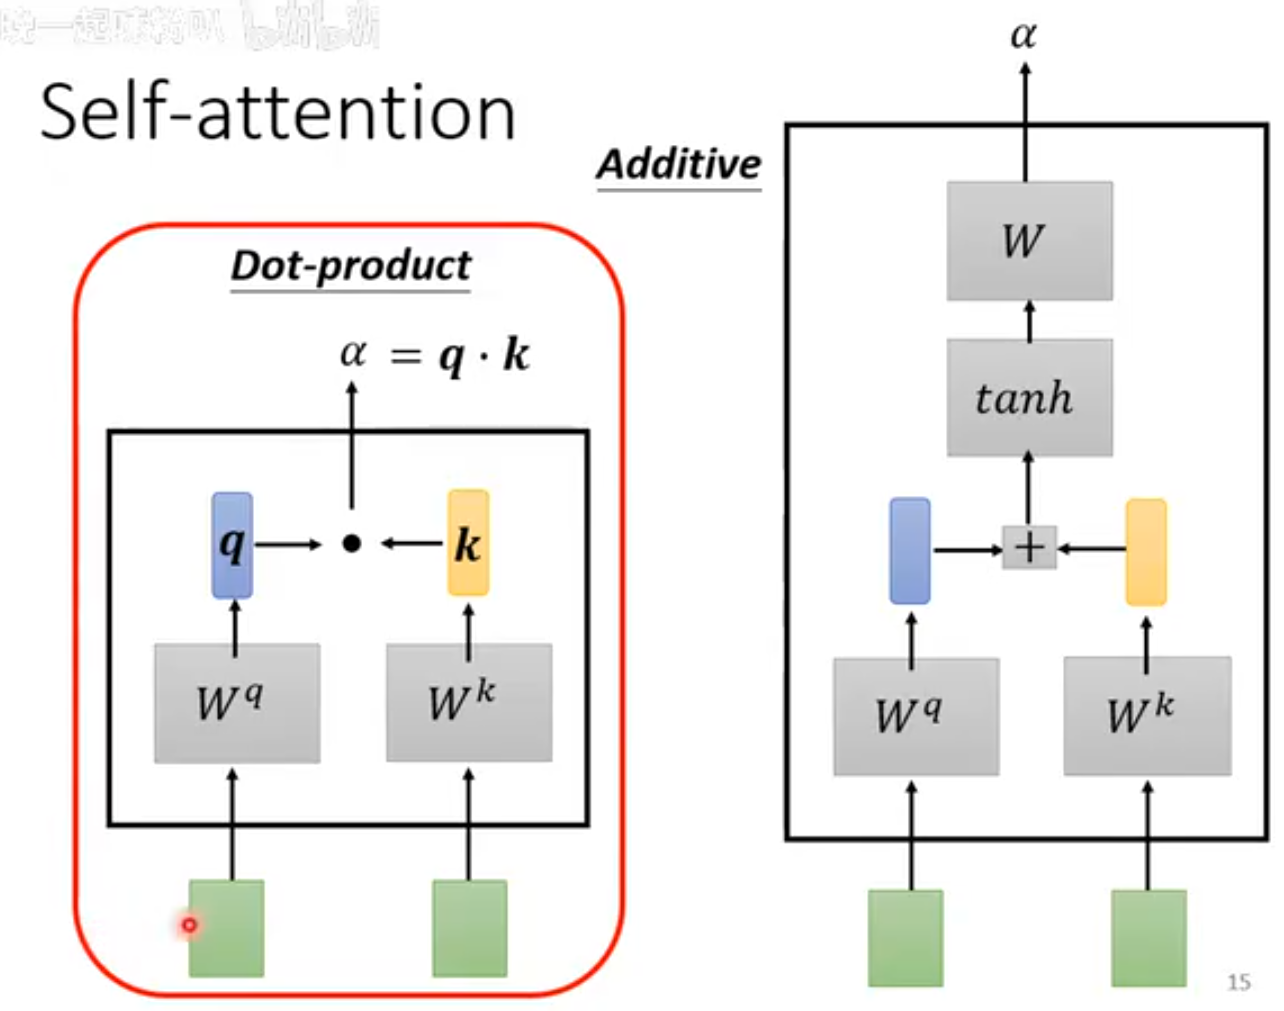 Self-attention
Dot-product
α = q · k
q
k
W^q
W^k
Additive
α
W
tanh
+
W^q
W^k
15